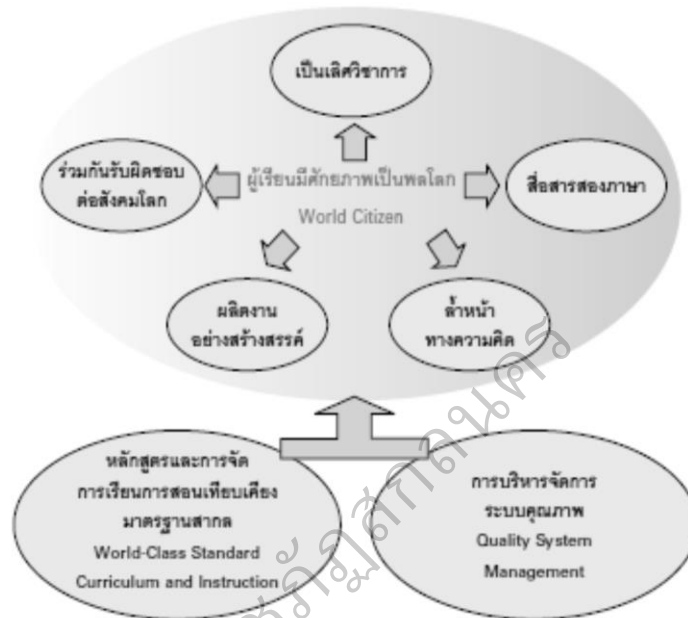 เป็นเลิศวิชาการ
ร่วมกันรับผิดชอบ
ต่อสังคมโลก
ผู้เรียนมีศักยภาพเป็นพลโลก
World Citizen
สื่อสารสองภาษา
ผลิตงาน
อย่างสร้างสรรค์
ล้ำหน้า
ทางความคิด
หลักสูตรและการจัด
การเรียนการสอนเทียบเคียง
มาตรฐานสากล
World-Class Standard
Curriculum and Instruction
การบริหารจัดการ
ระบบคุณภาพ
Quality System
Management